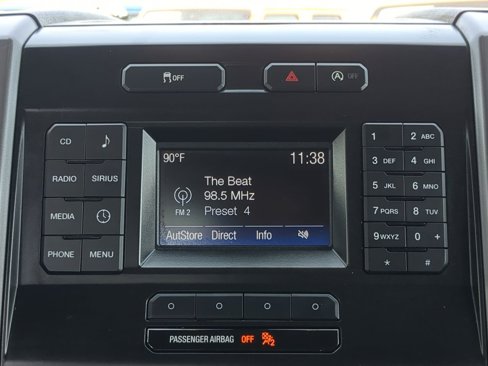 OFF
A OFF
CD
RADIO SIRIUS
MEDIA
PHONE MENU
90°F 11:38
The Beat
98.5 MHz
FM 2 Preset 4
AutStore Direct Info
1 2 ABC
3 DEF 4 GHI
5 JKL 6 MNO
7 PQRS 8 TUV
9 WXYZ 0 +
* #
PASSENGER AIRBAG OFF 2